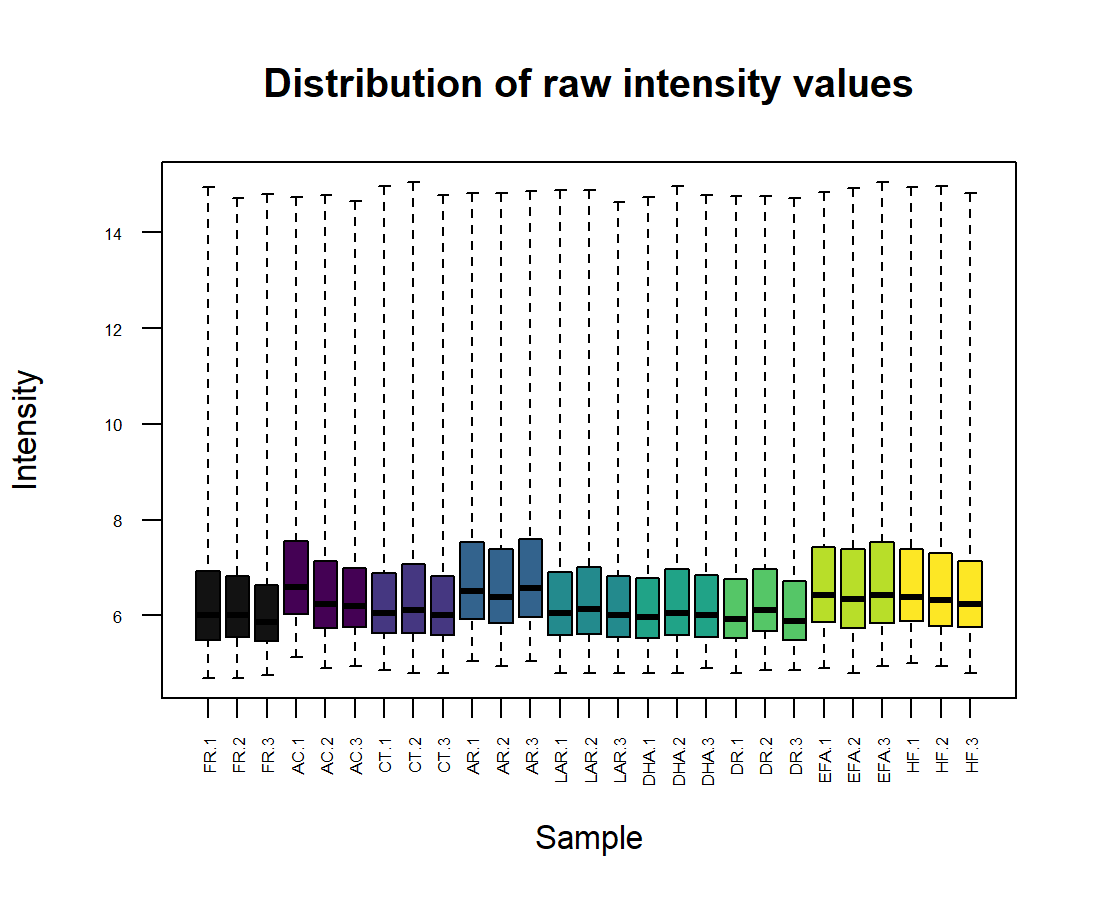 Distribution of raw intensity values
Intensity
14
12
10
8
6
FR.1
FR.2
FR.3
AC.1
AC.2
AC.3
CT.1
CT.2
CT.3
AR.1
AR.2
AR.3
LAR.1
LAR.2
LAR.3
DHA.1
DHA.2
DHA.3
DR.1
DR.2
DR.3
EFA.1
EFA.2
EFA.3
HF.1
HF.2
HF.3
Sample